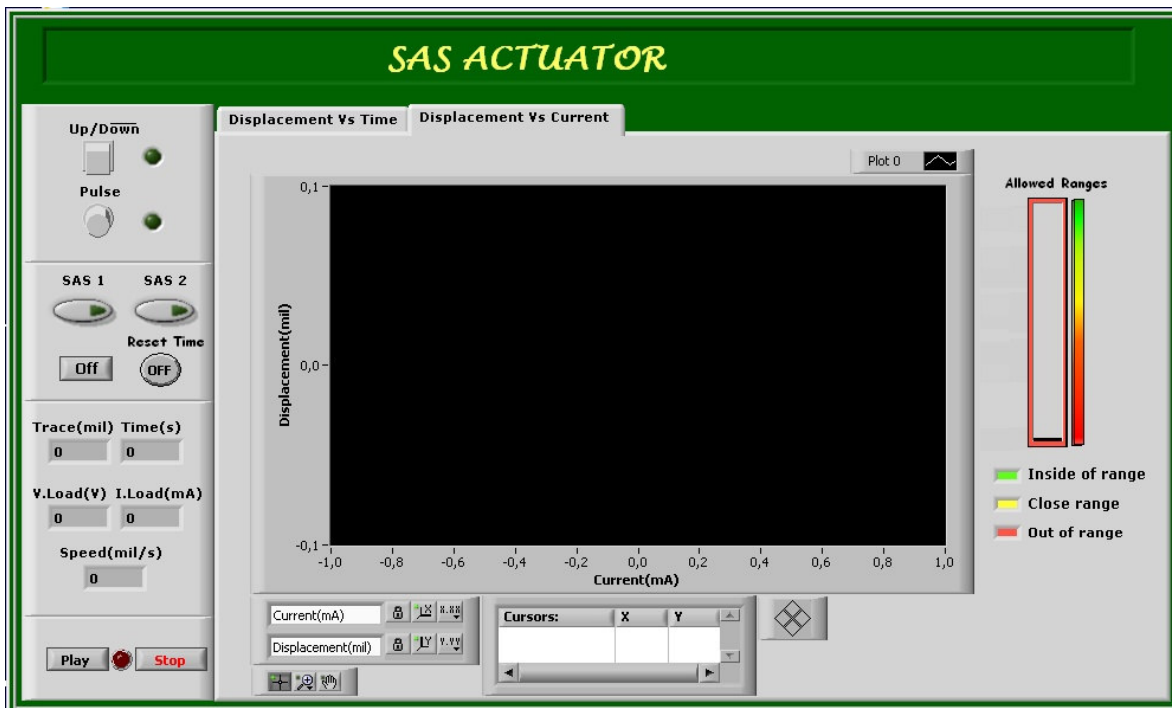 SAS ACTUATOR
Up/Down
Pulse
SAS 1 SAS 2
Reset Time
Off OFF
Trace(mil) Time(s)
0 0
V.Load(V) I.Load(mA)
0 0
Speed(mil/s)
0
Play Stop
Displacement Vs Time Displacement Vs Current
Plot 0
0,1
0,0
-0,1
Displacement(mil)
-1,0 -0,8 -0,6 -0,4 -0,2 0,0 0,2 0,4 0,6 0,8 1,0
Current(mA)
Current(mA) X X.XX
Displacement(mil) Y Y.YY
Cursors: X Y
Allowed Ranges
Inside of range
Close range
Out of range